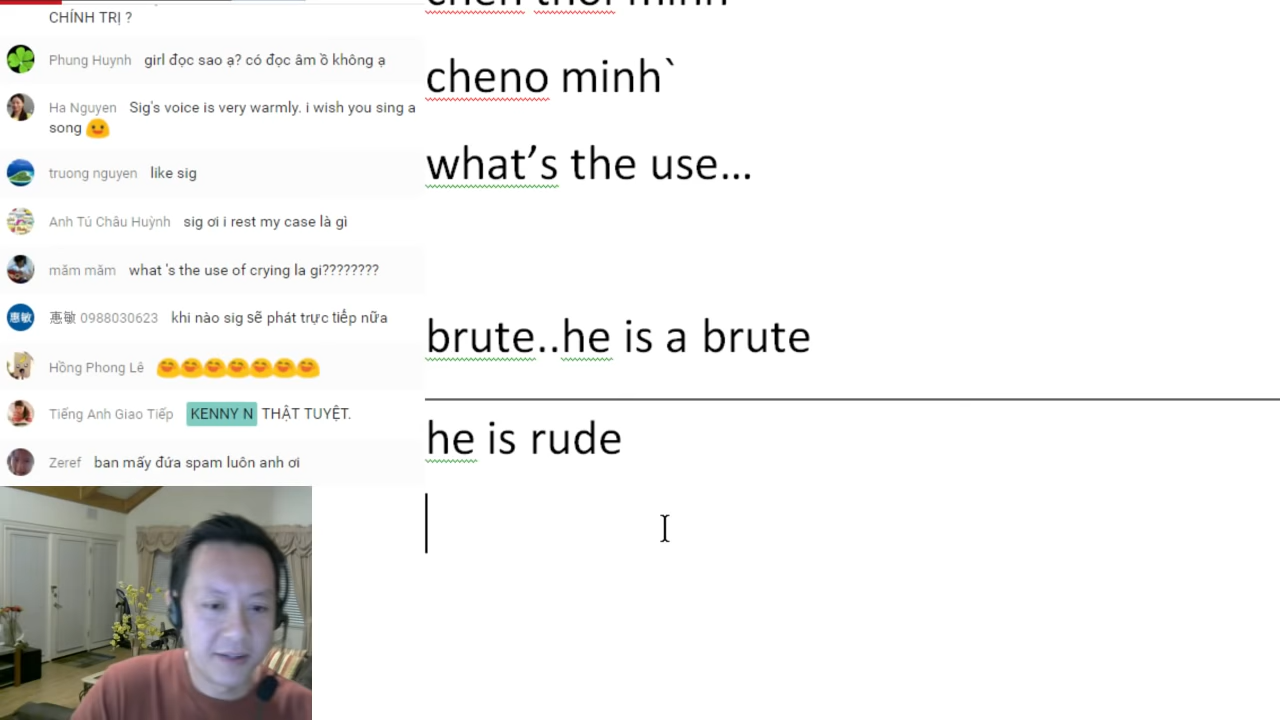 CHÍNH TRỊ ?
Phung Huynh girl đọc sao ạ? có đọc âm ồ không ạ
Ha Nguyen Sig's voice is very warmly. i wish you sing a
song
truong nguyen like sig
Anh Tú Châu Huỳnh sig ơi i rest my case là gì
măm măm what 's the use of crying la gi????????
惠敏 惠敏 0988030623 khi nào sig sẽ phát trực tiếp nữa
Hồng Phong Lê
Tiếng Anh Giao Tiếp KENNY N THẬT TUYỆT.
Zeref ban mấy đứa spam luôn anh ơi
cheno minh`
what’s the use...
brute..he is a brute
he is rude